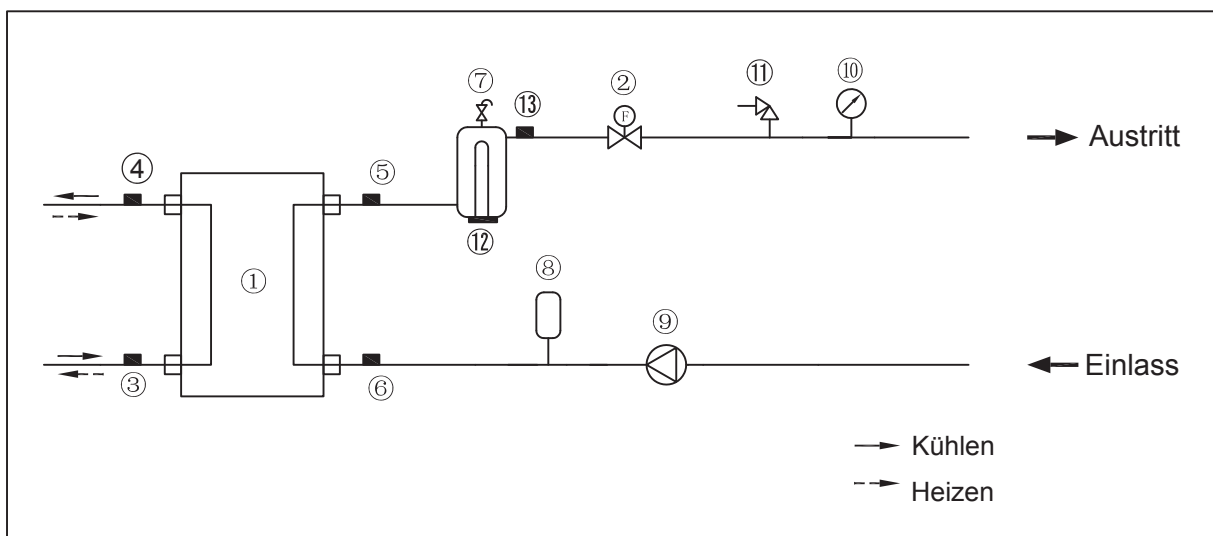 ⑦
⑬
②
F
⑪
⑩
Austritt
④
⑤
⑫
①
⑧
⑨
③
⑥
Einlass
Kühlen
Heizen